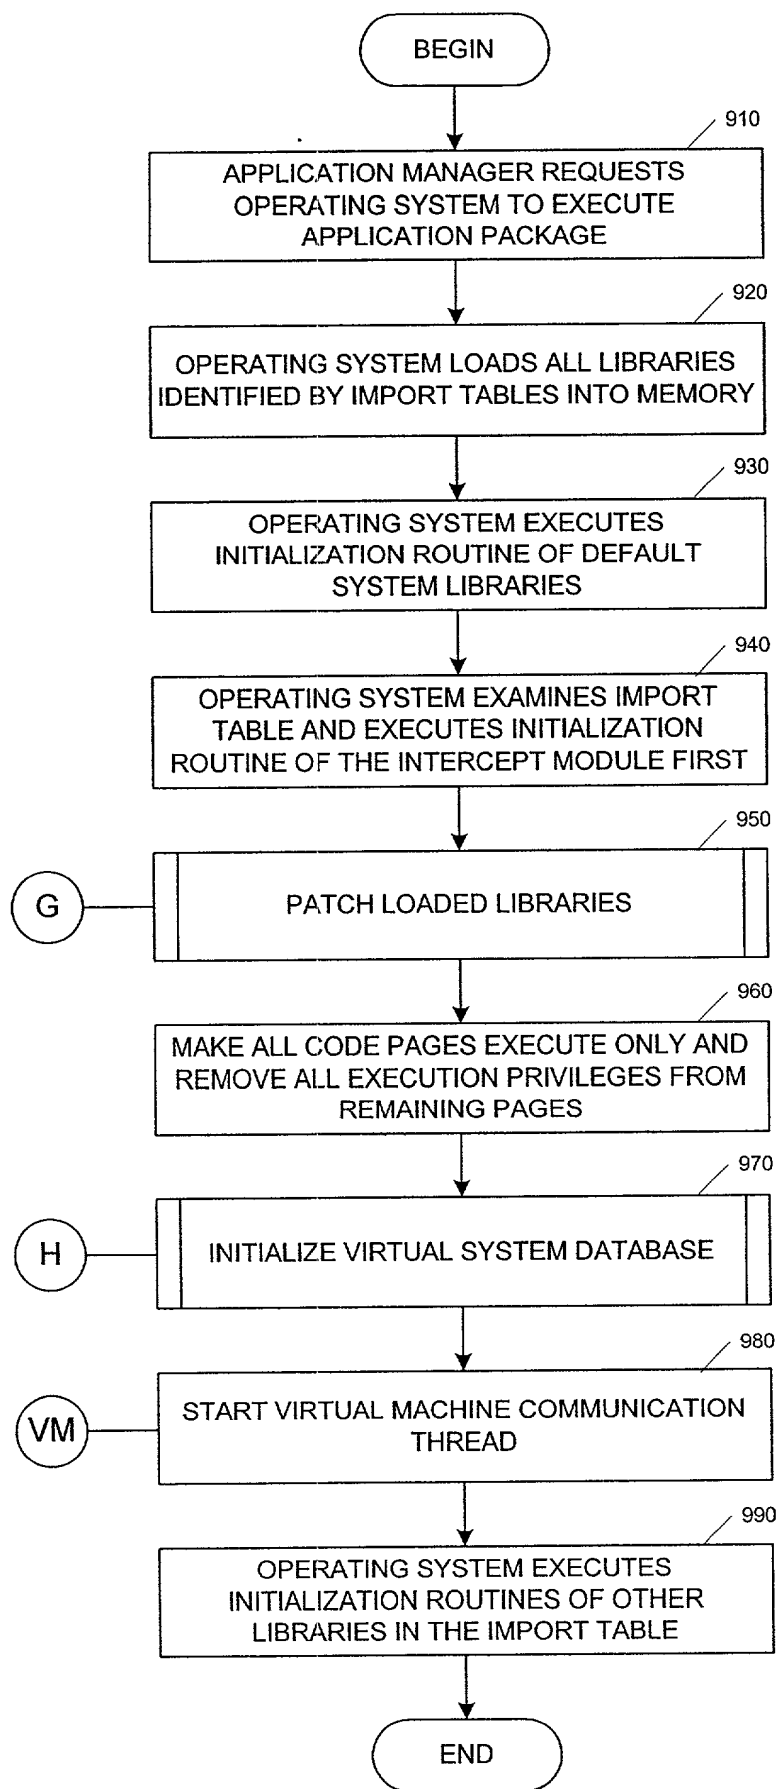 BEGIN
910
APPLICATION MANAGER REQUESTS
OPERATING SYSTEM TO EXECUTE
APPLICATION PACKAGE
920
OPERATING SYSTEM LOADS ALL LIBRARIES
IDENTIFIED BY IMPORT TABLES INTO MEMORY
930
OPERATING SYSTEM EXECUTES
INITIALIZATION ROUTINE OF DEFAULT
SYSTEM LIBRARIES
940
OPERATING SYSTEM EXAMINES IMPORT
TABLE AND EXECUTES INITIALIZATION
ROUTINE OF THE INTERCEPT MODULE FIRST
950
G
PATCH LOADED LIBRARIES
960
MAKE ALL CODE PAGES EXECUTE ONLY AND
REMOVE ALL EXECUTION PRIVILEGES FROM
REMAINING PAGES
970
H
INITIALIZE VIRTUAL SYSTEM DATABASE
980
VM
START VIRTUAL MACHINE COMMUNICATION
THREAD
990
OPERATING SYSTEM EXECUTES
INITIALIZATION ROUTINES OF OTHER
LIBRARIES IN THE IMPORT TABLE
END